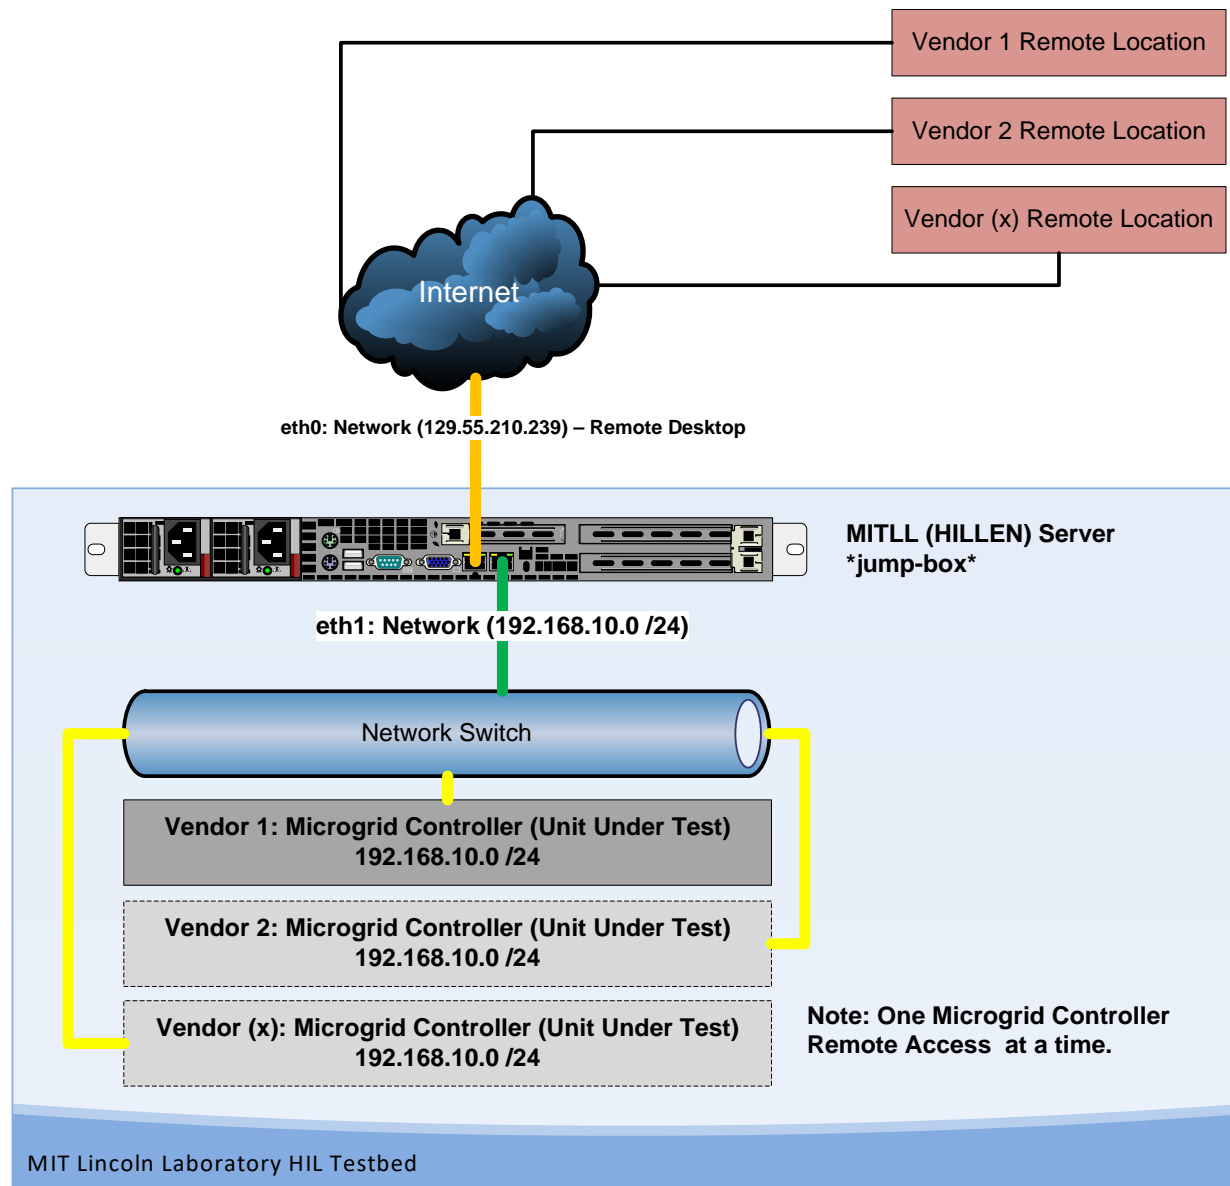 Vendor 1 Remote Location
Vendor 2 Remote Location
Vendor (x) Remote Location
Internet
eth0: Network (129.55.210.239) – Remote Desktop
MITLL (HILLEN) Server
*jump-box*
eth1: Network (192.168.10.0 /24)
Network Switch
Vendor 1: Microgrid Controller (Unit Under Test)
192.168.10.0 /24
Vendor 2: Microgrid Controller (Unit Under Test)
192.168.10.0 /24
Vendor (x): Microgrid Controller (Unit Under Test)
192.168.10.0 /24
Note: One Microgrid Controller
Remote Access  at a time.
MIT Lincoln Laboratory HIL Testbed